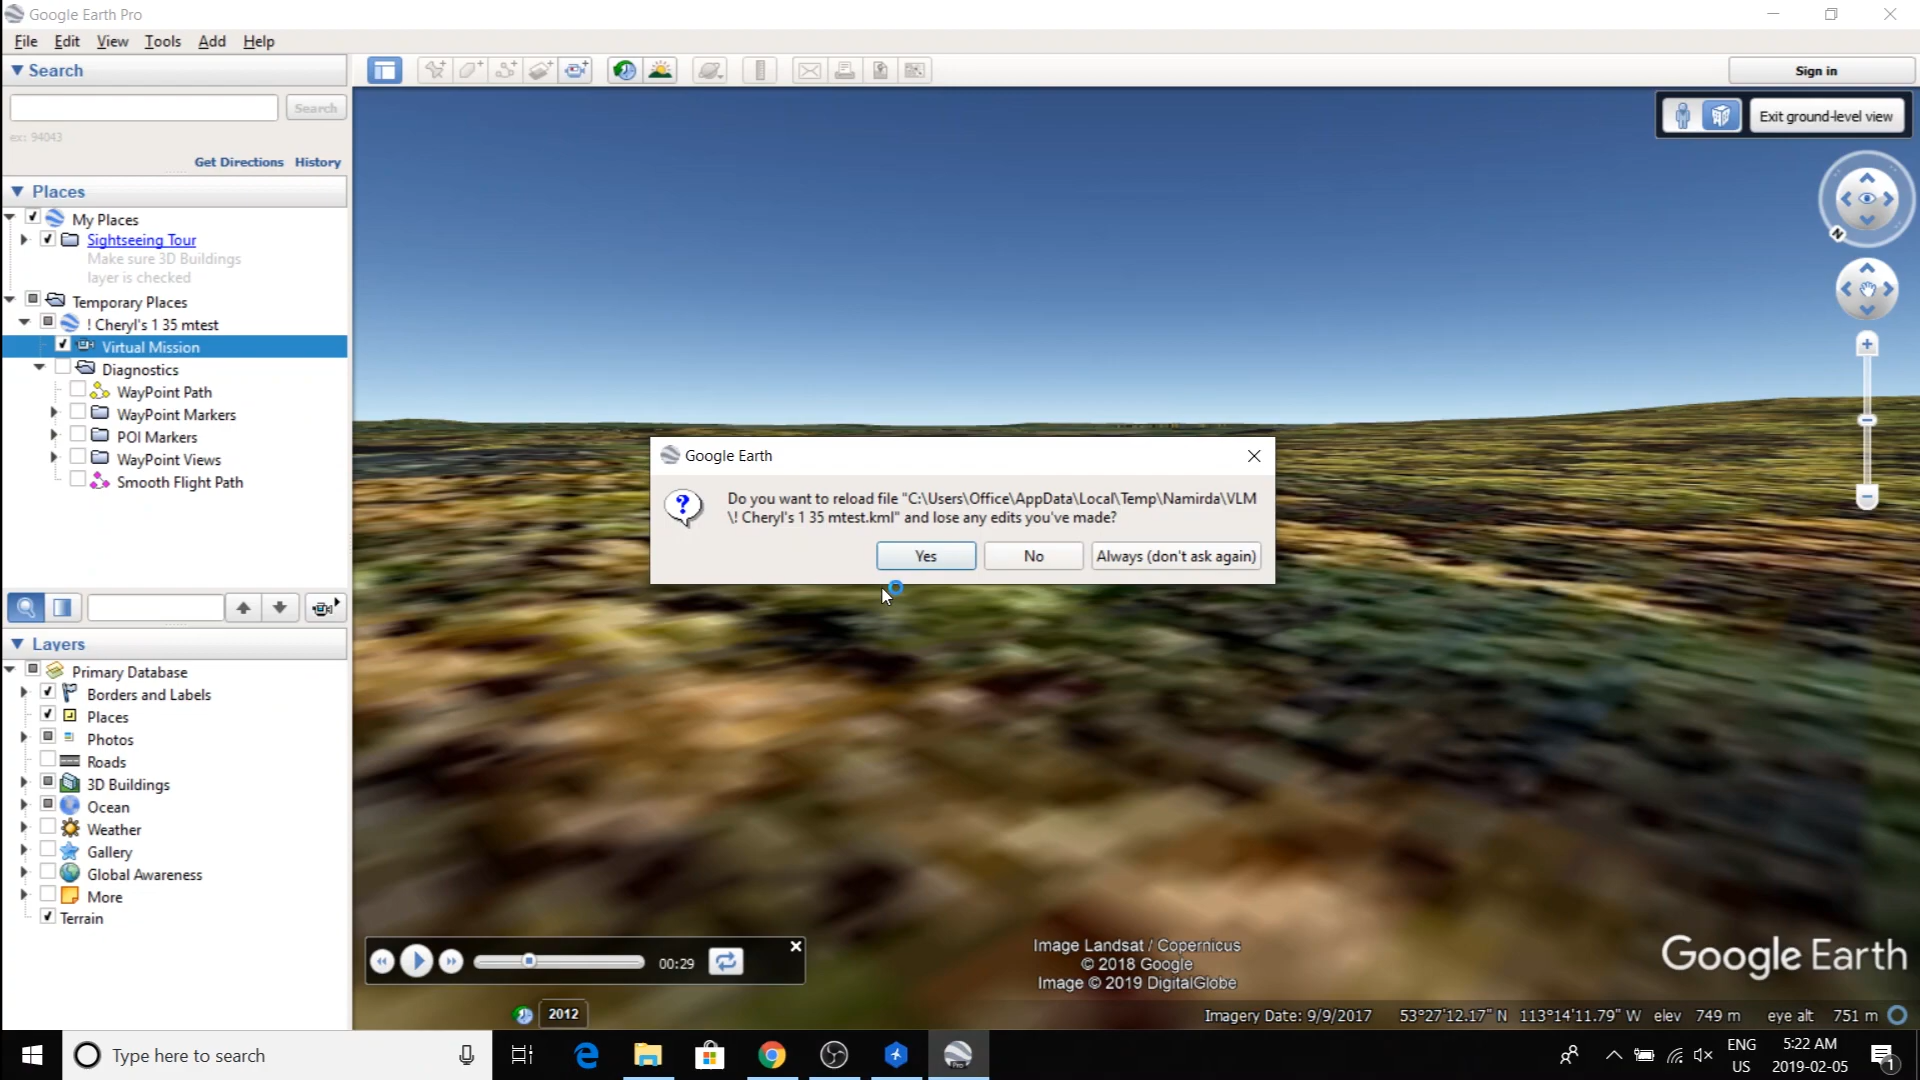 Google Earth Pro
File Edit View Tools Add Help
Search
Sign in
Search
ex: 94043
Exit ground-level view
Get Directions History
Places
My Places
Sightseeing Tour
Make sure 3D Buildings
layer is checked
N
Temporary Places
! Cheryl's 1 35 mtest
Virtual Mission
Diagnostics
WayPoint Path
WayPoint Markers
POI Markers
WayPoint Views
Smooth Flight Path
Google Earth
Do you want to reload file "C:\Users\Office\AppData\Local\Temp\Namirda\VLM
\! Cheryl's 1 35 mtest.kml" and lose any edits you've made?
Yes No Always (don't ask again)
Layers
Primary Database
Borders and Labels
Places
Photos
Roads
3D Buildings
Ocean
Weather
Gallery
Global Awareness
More
Terrain
00:29
Image Landsat / Copernicus
© 2018 Google
Image © 2019 DigitalGlobe
Google Earth
2012
Imagery Date: 9/9/2017 53°27'12.17" N 113°14'11.79" W elev 749 m eye alt 751 m
Type here to search
Pro
ENG
US
5:22 AM
2019-02-05
1